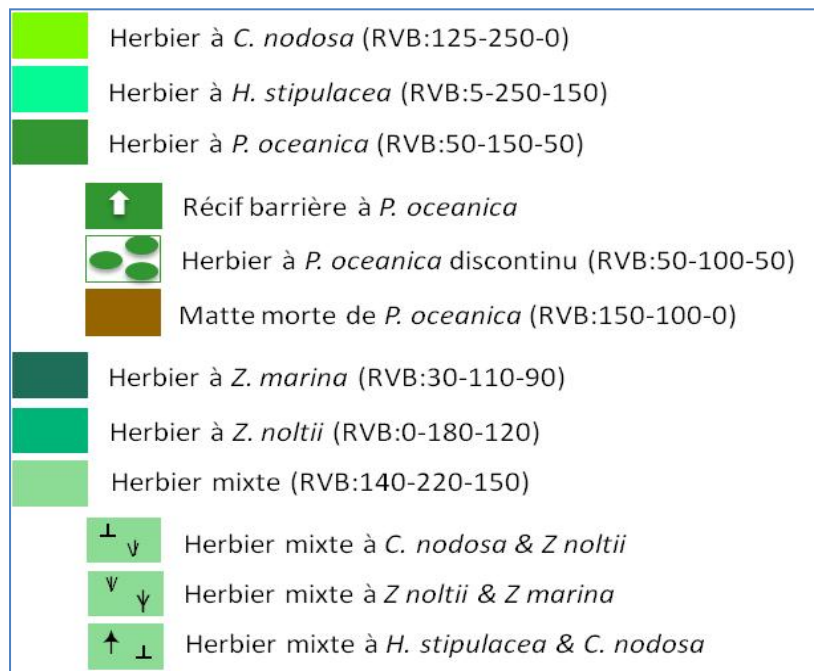 Herbier à C. nodosa (RVB:125-250-0)
Herbier à H. stipulacea (RVB:5-250-150)
Herbier à P. oceanica (RVB:50-150-50)
Récif barrière à P. oceanica
Herbier à P. oceanica discontinu (RVB:50-100-50)
Matte morte de P. oceanica (RVB:150-100-0)
Herbier à Z. marina (RVB:30-110-90)
Herbier à Z. noltii (RVB:0-180-120)
Herbier mixte (RVB:140-220-150)
Herbier mixte à C. nodosa & Z noltii
Herbier mixte à Z noltii & Z marina
Herbier mixte à H. stipulacea & C. nodosa